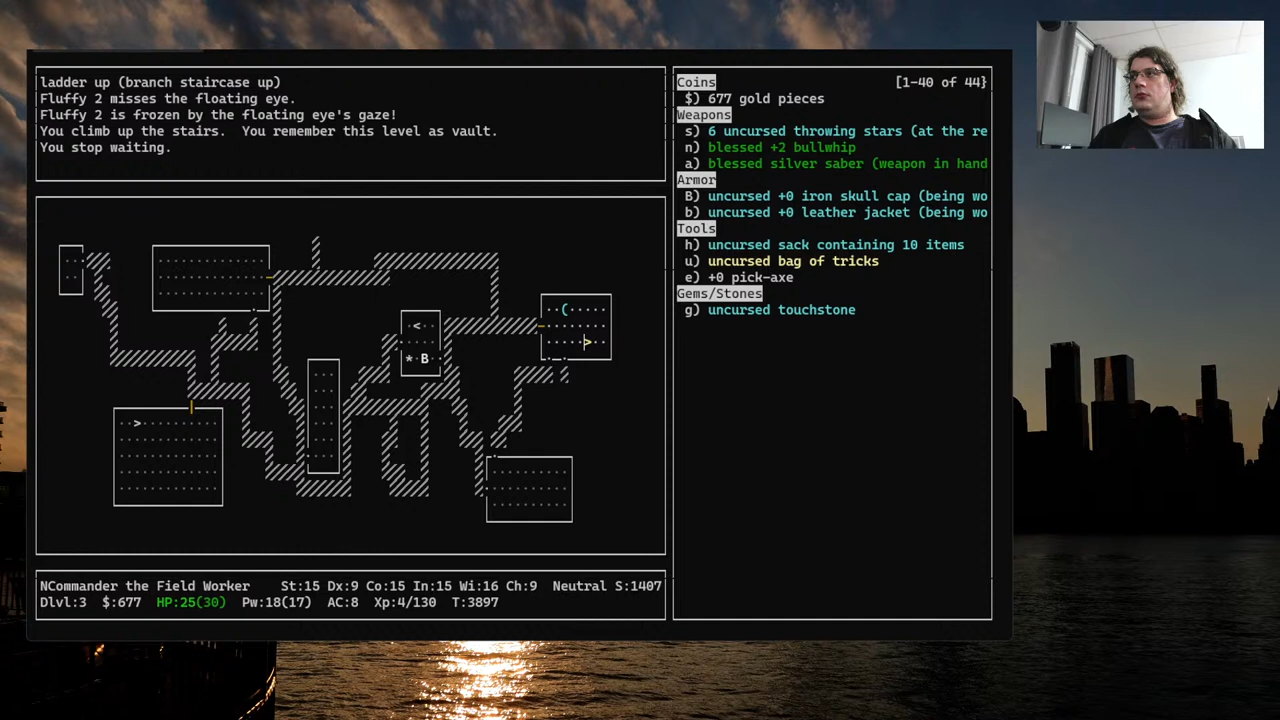 ladder up (branch staircase up)
Fluffy 2 misses the floating eye.
Fluffy 2 is frozen by the floating eye's gaze!
You climb up the stairs.  You remember this level as vault.
You stop waiting.
Coins [1-40 of 44}
$) 677 gold pieces
Weapons
s) 6 uncursed throwing stars (at the re
n) blessed +2 bullwhip
a) blessed silver saber (weapon in hand
Armor
B) uncursed +0 iron skull cap (being wo
b) uncursed +0 leather jacket (being wo
Tools
h) uncursed sack containing 10 items
u) uncursed bag of tricks
e) +0 pick-axe
Gems/Stones
g) uncursed touchstone
(
<
>
* B
>
NCommander the Field Worker St:15 Dx:9 Co:15 In:15 Wi:16 Ch:9 Neutral S:1407
Dlvl:3 $:677 HP:25(30) Pw:18(17) AC:8 Xp:4/130 T:3897